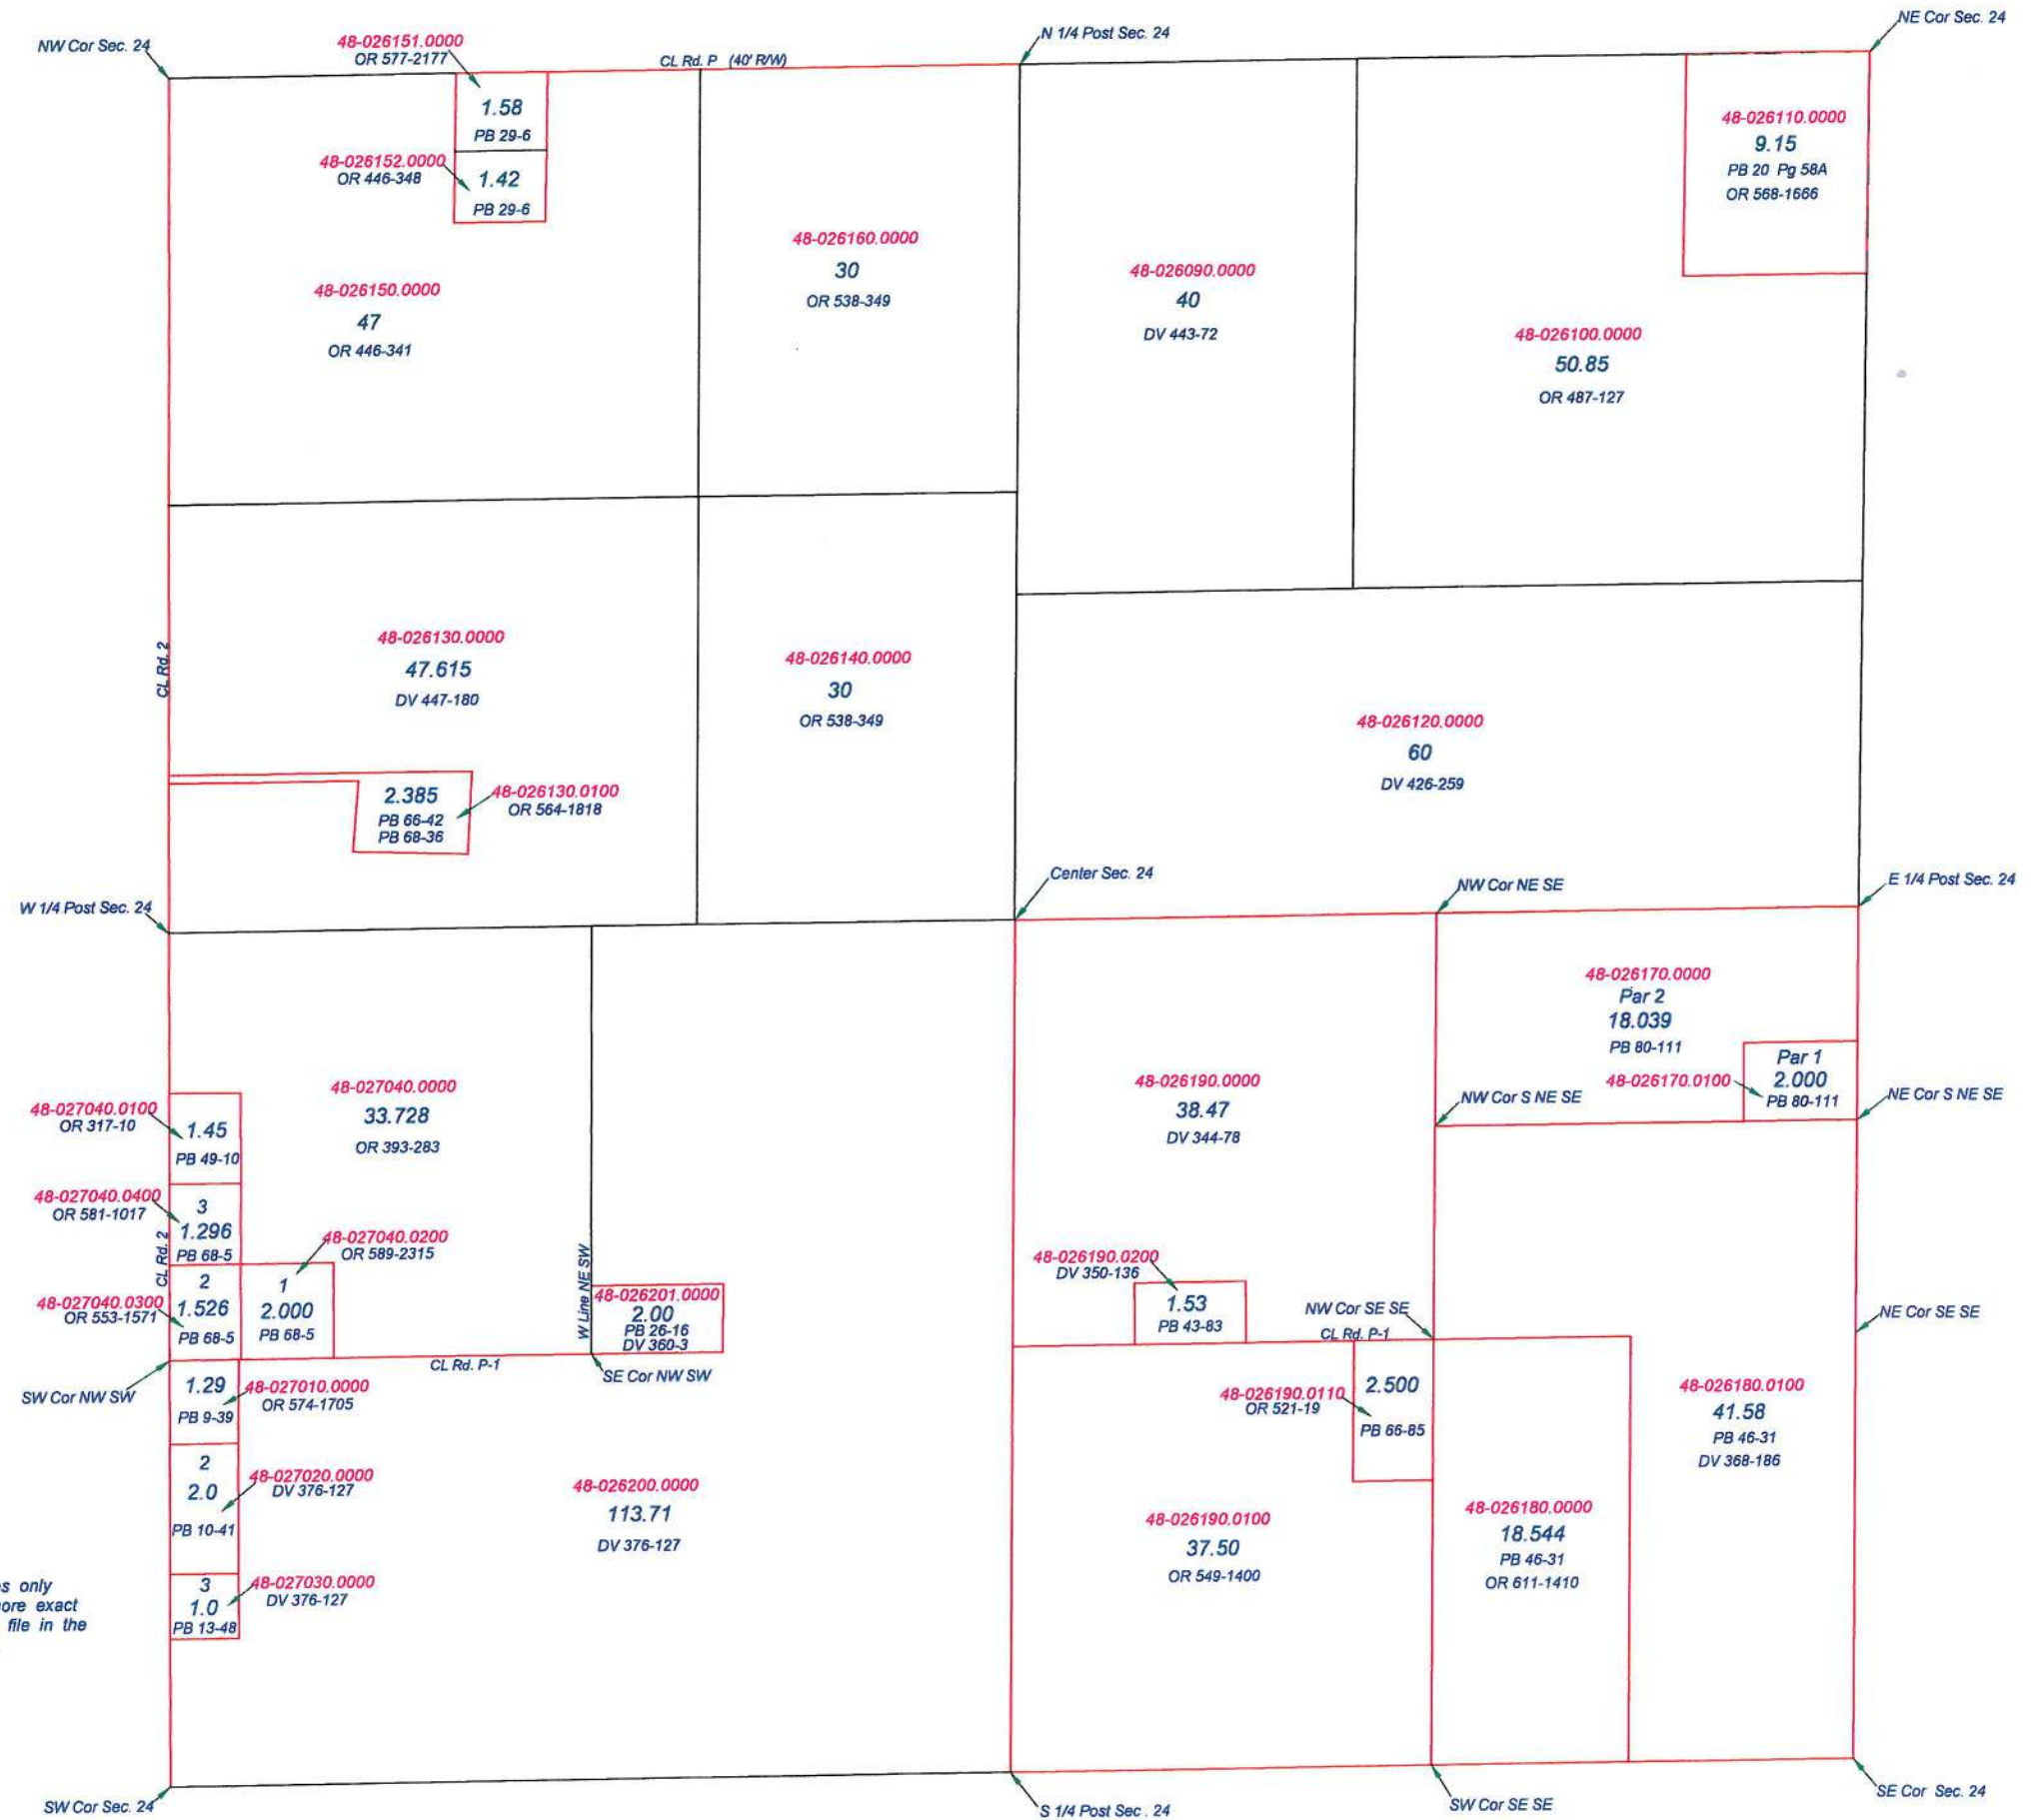 NW Cor Sec. 24
48-026151.0000
OR 577-2177
CL Rd. P (40' R/W)
N 1/4 Post Sec. 24
NE Cor Sec. 24
1.58
PB 29-6
48-026152.0000
OR 446-348
1.42
PB 29-6
48-026110.0000
9.15
PB 20 Pg 58A
OR 568-1666
48-026150.0000
47
OR 446-341
48-026160.0000
30
OR 538-349
48-026090.0000
40
DV 443-72
48-026100.0000
50.85
OR 487-127
CL Rd. 2
48-026130.0000
47.615
DV 447-180
48-026140.0000
30
OR 538-349
48-026120.0000
60
DV 426-259
2.385
PB 66-42
PB 68-36
48-026130.0100
OR 564-1818
W 1/4 Post Sec. 24
Center Sec. 24
NW Cor NE SE
E 1/4 Post Sec. 24
48-026170.0000
Par 2
18.039
PB 80-111
Par 1
2.000
PB 80-111
48-026170.0100
NW Cor S NE SE
NE Cor S NE SE
48-027040.0000
33.728
OR 393-283
48-027040.0100
OR 317-10
1.45
PB 49-10
48-027040.0400
OR 581-1017
3
1.296
PB 68-5
CL Rd. 2
48-027040.0200
OR 589-2315
48-027040.0300
OR 553-1571
2
1.526
PB 68-5
1
2.000
PB 68-5
W Line NE SW
48-026201.0000
2.00
PB 26-16
DV 360-3
48-026190.0000
38.47
DV 344-78
48-026190.0200
DV 350-136
1.53
PB 43-83
NW Cor SE SE
CL Rd. P-1
NE Cor SE SE
SW Cor NW SW
CL Rd. P-1
SE Cor NW SW
1.29
PB 9-39
48-027010.0000
OR 574-1705
2
2.0
PB 10-41
48-027020.0000
DV 376-127
3
1.0
PB 13-48
48-027030.0000
DV 376-127
48-026200.0000
113.71
DV 376-127
48-026190.0110
OR 521-19
2.500
PB 66-85
48-026190.0100
37.50
OR 549-1400
48-026180.0000
18.544
PB 46-31
OR 611-1410
48-026180.0100
41.58
PB 46-31
DV 368-186
s only
ore exact
file in the
SW Cor Sec. 24
S 1/4 Post Sec . 24
SW Cor SE SE
SE Cor Sec. 24